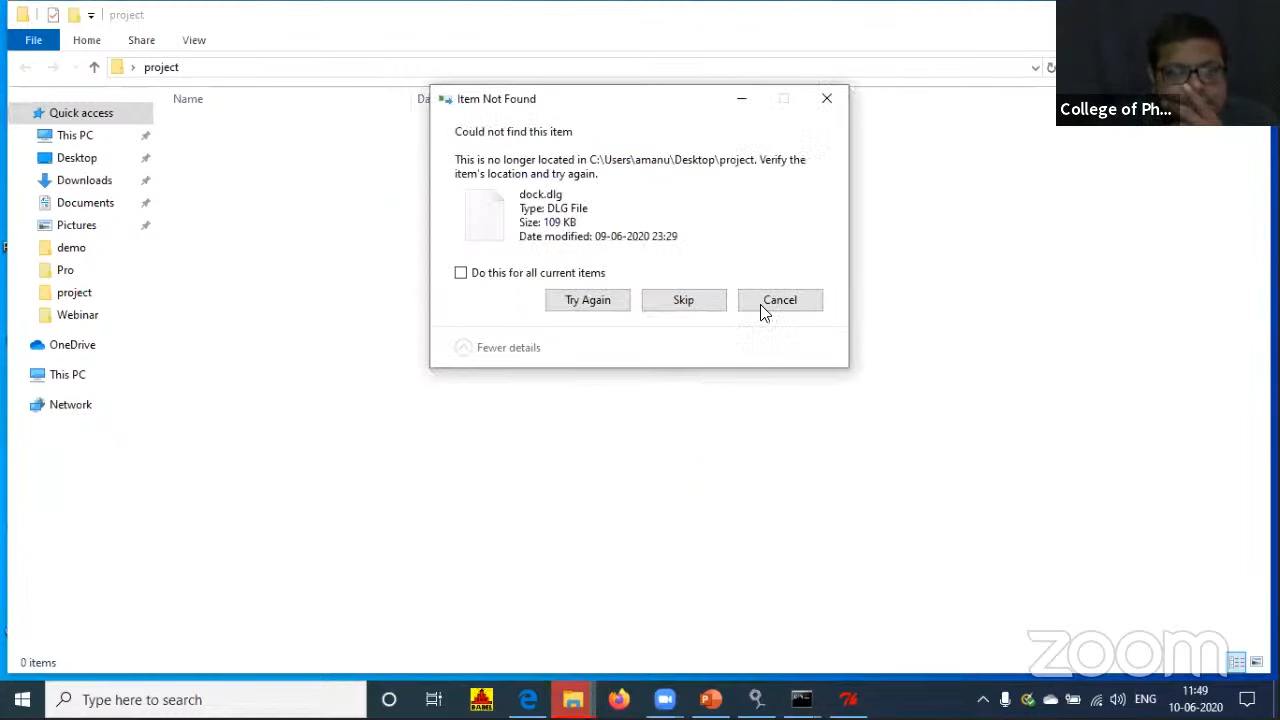 project
File
Home
Share
View
project
Name
Da
Quick access
This PC
Desktop
Downloads
Documents
Pictures
demo
Pro
project
Webinar
OneDrive
This PC
Network
Item Not Found
Could not find this item
This is no longer located in C:\Users\amanu\Desktop\project. Verify the
item's location and try again.
dock.dlg
Type: DLG File
Size: 109 KB
Date modified: 09-06-2020 23:29
Do this for all current items
Try Again
Skip
Cancel
Fewer details
College of Ph...
0 items
zoom
Type here to search
ENG
11:49
10-06-2020